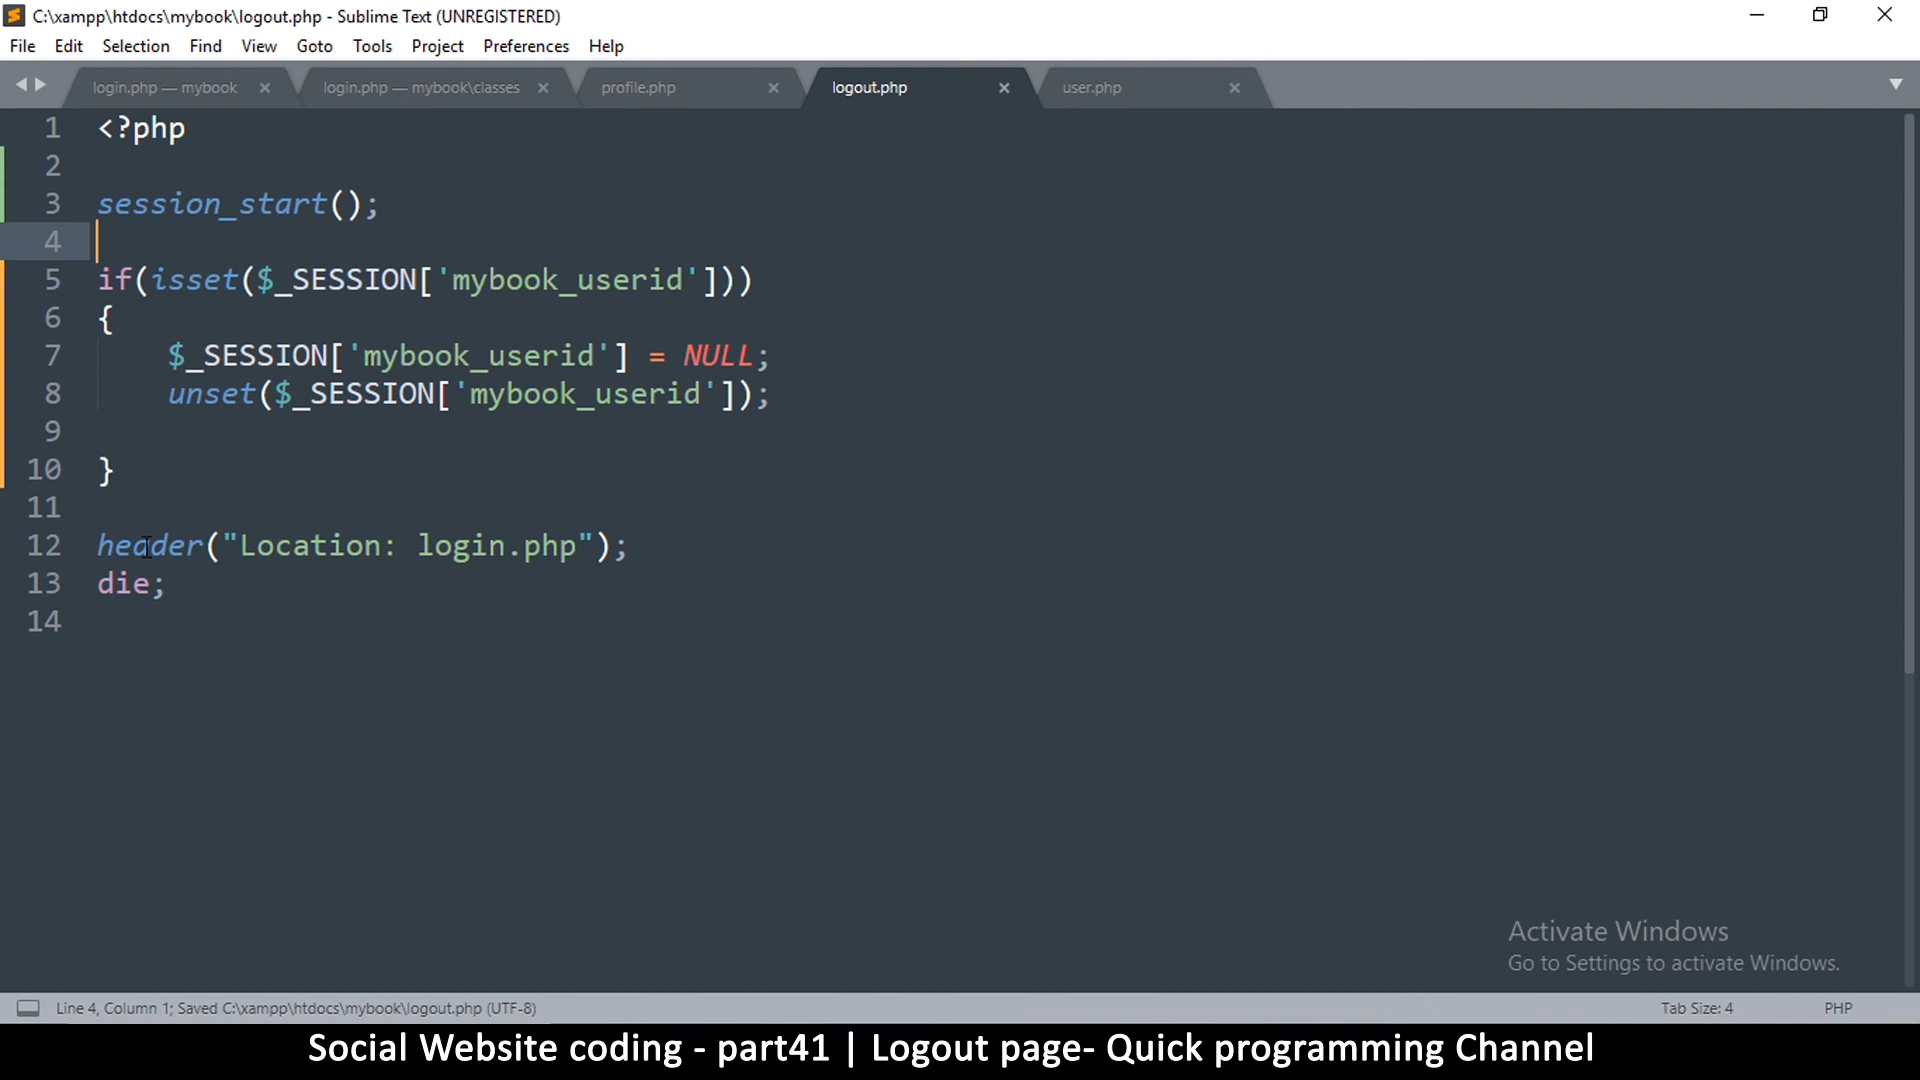 C:\xampp\htdocs\mybook\logout.php - Sublime Text (UNREGISTERED)
File Edit Selection Find View Goto Tools Project Preferences Help
login.php — mybook × login.php — mybook\classes × profile.php × logout.php × user.php ×
1 <?php
2
3 session_start();
4
5 if(isset($_SESSION['mybook_userid']))
6 {
7 $_SESSION['mybook_userid'] = NULL;
8 unset($_SESSION['mybook_userid']);
9
10 }
11
12 header("Location: login.php");
13 die;
14
Activate Windows
Go to Settings to activate Windows.
Line 4, Column 1; Saved C:\xampp\htdocs\mybook\logout.php (UTF-8) Tab Size: 4 PHP
Social Website coding - part41 | Logout page- Quick programming Channel